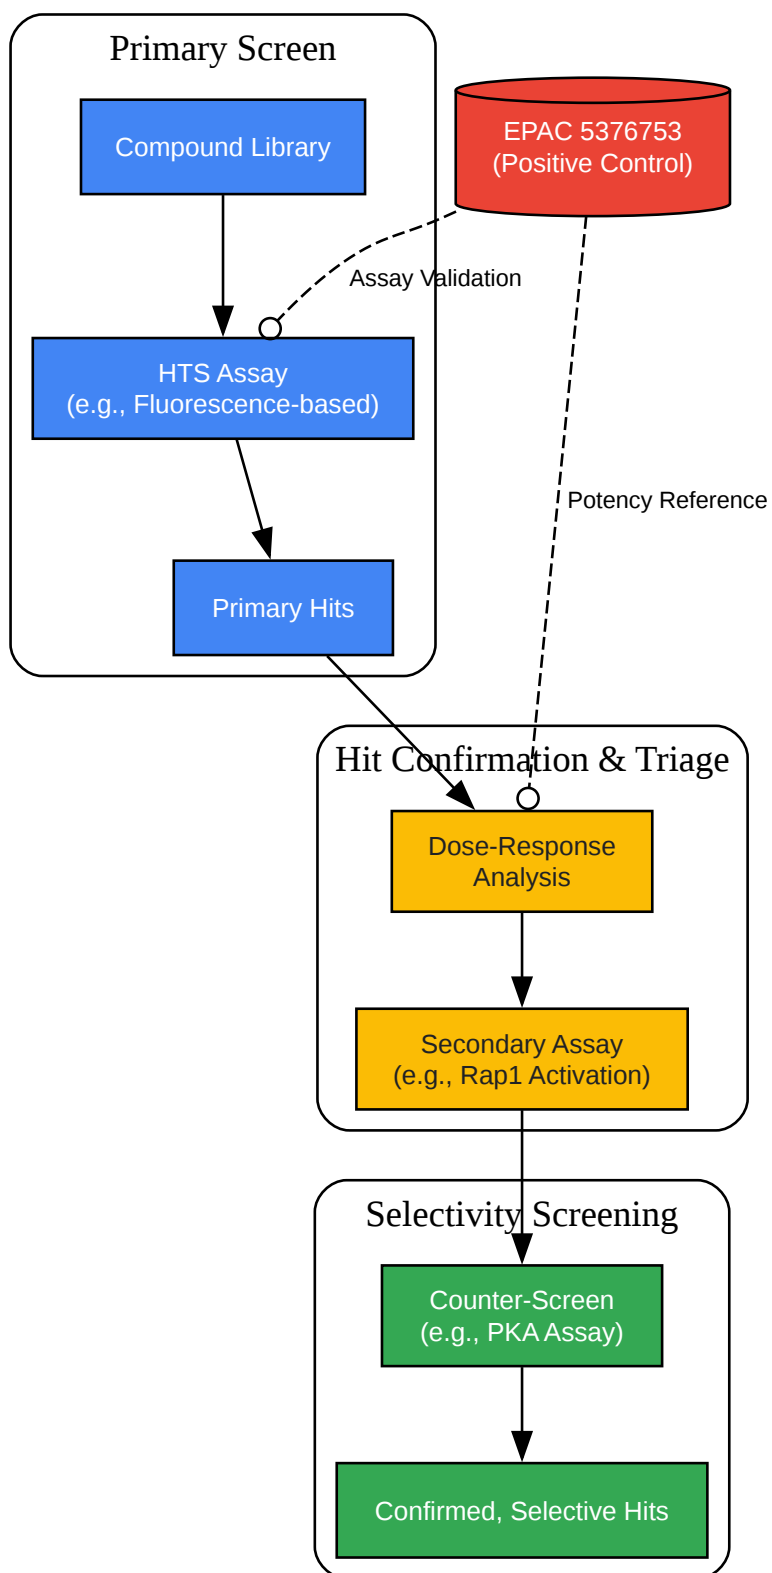 Primary Screen
Compound Library
EPAC 5376753
(Positive Control)
Assay Validation
HTS Assay
(e.g., Fluorescence-based)
Potency Reference
Primary Hits
Hit Confirmation & Triage
Dose-Response
Analysis
Secondary Assay
(e.g., Rap1 Activation)
Selectivity Screening
Counter-Screen
(e.g., PKA Assay)
Confirmed, Selective Hits